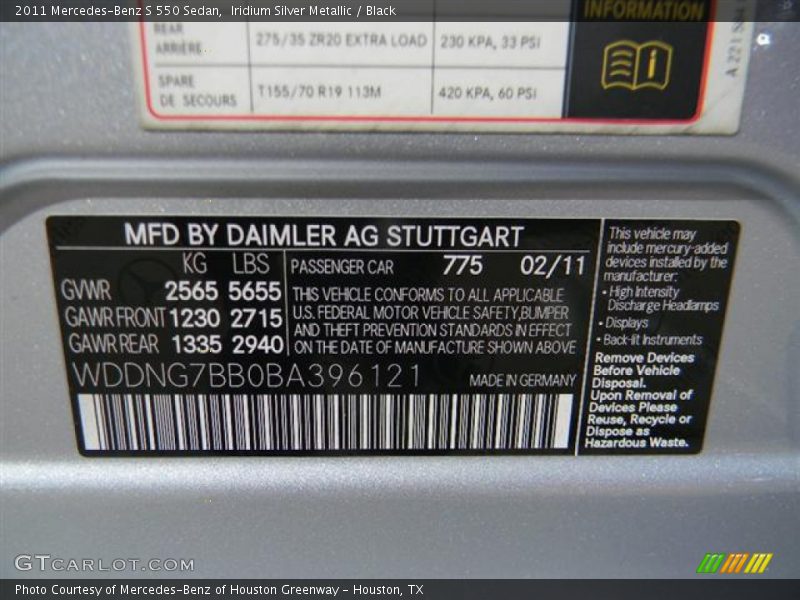 2011 Mercedes-Benz S 550 Sedan,  Iridium Silver Metallic / Black
INFORMATION
REAR
ARRIÈRE
275/35 ZR20 EXTRA LOAD
230 KPA, 33 PSI
SPARE
DE SECOURS
T155/70 R19 113M
420 KPA, 60 PSI
A 221 584
MFD BY DAIMLER AG STUTTGART
KG LBS
GVWR 2565 5655
GAWR FRONT 1230 2715
GAWR REAR 1335 2940
PASSENGER CAR 775 02/11
THIS VEHICLE CONFORMS TO ALL APPLICABLE
U.S. FEDERAL MOTOR VEHICLE SAFETY,BUMPER
AND THEFT PREVENTION STANDARDS IN EFFECT
ON THE DATE OF MANUFACTURE SHOWN ABOVE
WDDNG7BB0BA396121
MADE IN GERMANY
This vehicle may
include mercury-added
devices installed by the
manufacturer:
• High Intensity
Discharge Headlamps
• Displays
• Back-lit Instruments
Remove Devices
Before Vehicle
Disposal.
Upon Removal of
Devices Please
Reuse, Recycle or
Dispose as
Hazardous Waste.
GTCARLOT.COM
Photo Courtesy of Mercedes-Benz of Houston Greenway - Houston, TX